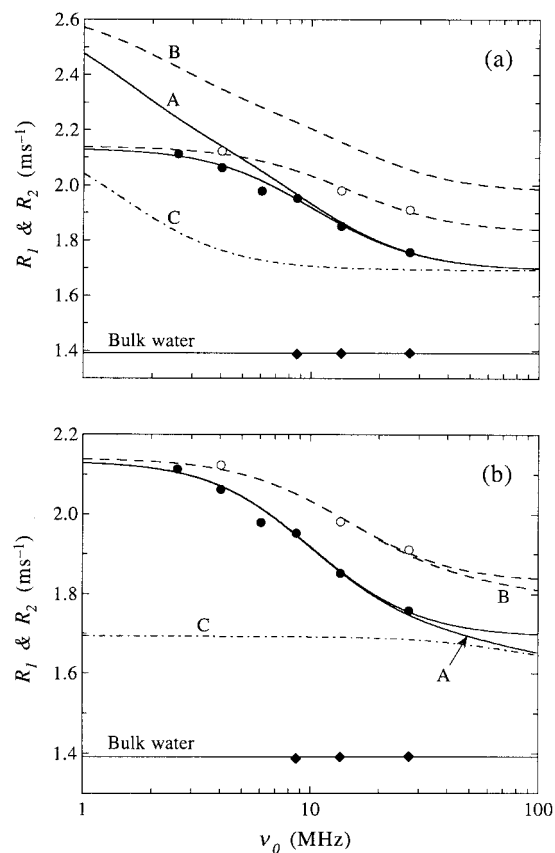 2.6
(a)
B
2.4
A
2.2
R₁ & R₂ (ms⁻¹)
2.0
C
1.8
1.6
Bulk water
1.4
2.2
(b)
2.0
B
R₁ & R₂ (ms⁻¹)
1.8
C
A
1.6
Bulk water
1.4
1 10 100
ν₀ (MHz)